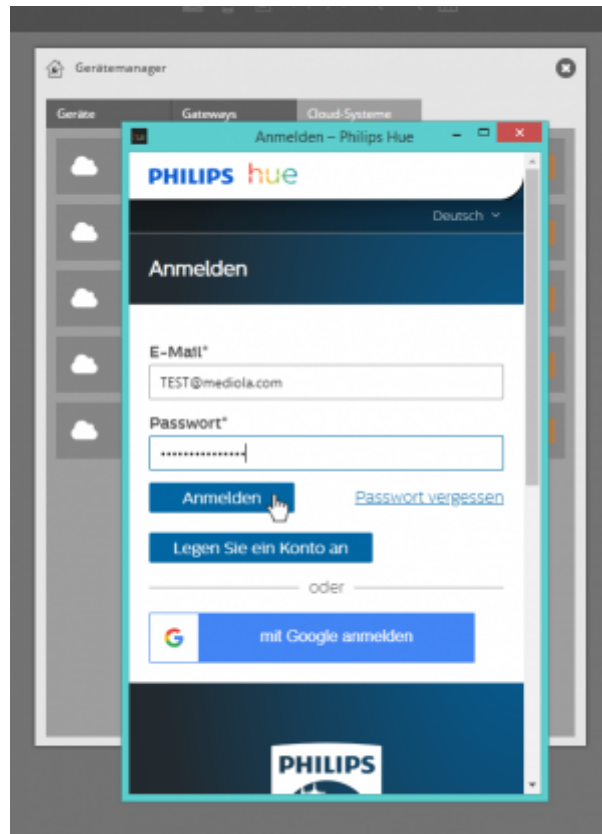 Gerätemanager
Geräte Gateways Cloud-Systeme
Anmelden – Philips Hue
PHILIPS hue
Deutsch
Anmelden
E-Mail*
TEST@mediola.com
Passwort*
Anmelden Passwort vergessen
Legen Sie ein Konto an
oder
G mit Google anmelden
PHILIPS